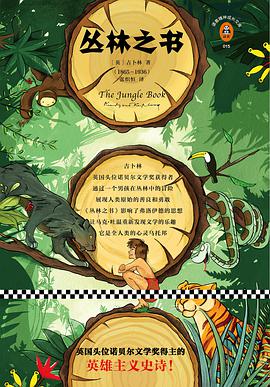 015
丛林之书
［英］吉卜林
（1865—1936）
张炽恒 译
The Jungle Book
吉卜林
英国头位诺贝尔文学奖获得者
通过一个男孩在丛林中的冒险
展现人类原始的善良和勇敢
《丛林之书》影响了弗洛伊德的思想
让马克·吐温重新发现文学的乐趣
它是全人类的心灵乌托邦
英国头位诺贝尔文学奖得主的
英雄主义史诗！